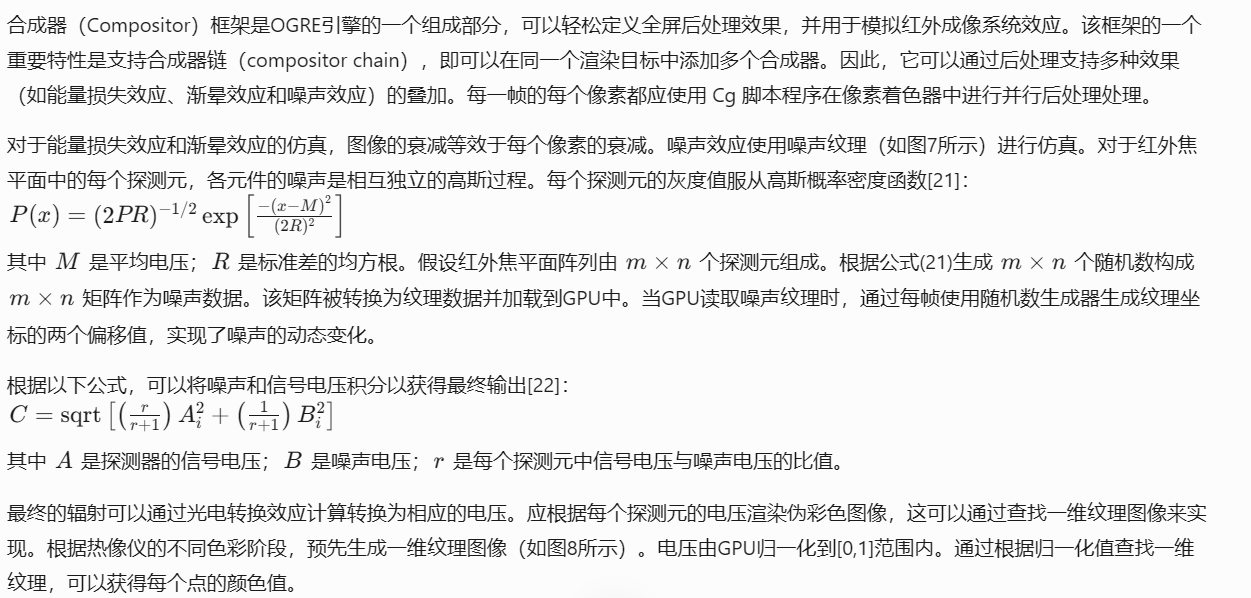 合成器（Compositor）框架是OGRE引擎的一个组成部分，可以轻松定义全屏后处理效果，并用于模拟红外成像系统效应。该框架的一个
重要特性是支持合成器链（compositor chain），即可以在同一个渲染目标中添加多个合成器。因此，它可以通过后处理支持多种效果
（如能量损失效应、渐晕效应和噪声效应）的叠加。每一帧的每个像素都应使用 Cg 脚本程序在像素着色器中进行并行后处理处理。
对于能量损失效应和渐晕效应的仿真，图像的衰减等效于每个像素的衰减。噪声效应使用噪声纹理（如图7所示）进行仿真。对于红外焦
平面中的每个探测元，各元件的噪声是相互独立的高斯过程。每个探测元的灰度值服从高斯概率密度函数[21]：
P(x) = (2PR)^{-1/2} exp [ \frac{-(x-M)^2}{(2R)^2} ]
其中 M 是平均电压；R 是标准差的均方根。假设红外焦平面阵列由 m × n 个探测元组成。根据公式(21)生成 m × n 个随机数构成
m × n 矩阵作为噪声数据。该矩阵被转换为纹理数据并加载到GPU中。当GPU读取噪声纹理时，通过每帧使用随机数生成器生成纹理坐
标的两个偏移值，实现了噪声的动态变化。
根据以下公式，可以将噪声和信号电压积分以获得最终输出[22]：
C = sqrt [ (\frac{r}{r+1}) A_i^2 + (\frac{1}{r+1}) B_i^2 ]
其中 A 是探测器的信号电压；B 是噪声电压；r 是每个探测元中信号电压与噪声电压的比值。
最终的辐射可以通过光电转换效应计算转换为相应的电压。应根据每个探测元的电压渲染伪彩色图像，这可以通过查找一维纹理图像来实
现。根据热像仪的不同色彩阶段，预先生成一维纹理图像（如图8所示）。电压由GPU归一化到[0,1]范围内。通过根据归一化值查找一维
纹理，可以获得每个点的颜色值。